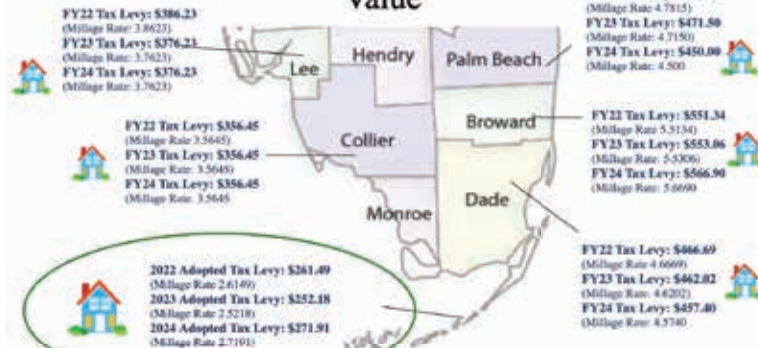 Value
FY22 Tax Levy: $386.23
(Millage Rate: 3.8623)
FY23 Tax Levy: $376.23
(Millage Rate: 3.7623)
FY24 Tax Levy: $376.23
(Millage Rate: 3.7623)
Lee
Hendry
Palm Beach
(Millage Rate 4.7815)
FY23 Tax Levy: $471.50
(Millage Rate: 4.7150)
FY24 Tax Levy: $450.00
(Millage Rate: 4.500
FY22 Tax Levy: $356.45
(Millage Rate 3.5645)
FY23 Tax Levy: $356.45
(Millage Rate: 3.5645)
FY24 Tax Levy: $356.45
(Millage Rate: 3.5645
Collier
Broward
FY22 Tax Levy: $551.34
(Millage Rate 5.5134)
FY23 Tax Levy: $553.06
(Millage Rate: 5.5306)
FY24 Tax Levy: $566.90
(Millage Rate: 5.6690
Monroe
Dade
FY22 Tax Levy: $466.69
(Millage Rate 4.6669)
FY23 Tax Levy: $462.02
(Millage Rate: 4.6202)
FY24 Tax Levy: $457.40
(Millage Rate: 4.5740
2022 Adopted Tax Levy: $261.49
(Millage Rate 2.6149)
2023 Adopted Tax Levy: $252.18
(Millage Rate 2.5218)
2024 Adopted Tax Levy: $271.91
(Millage Rate 2.7191)